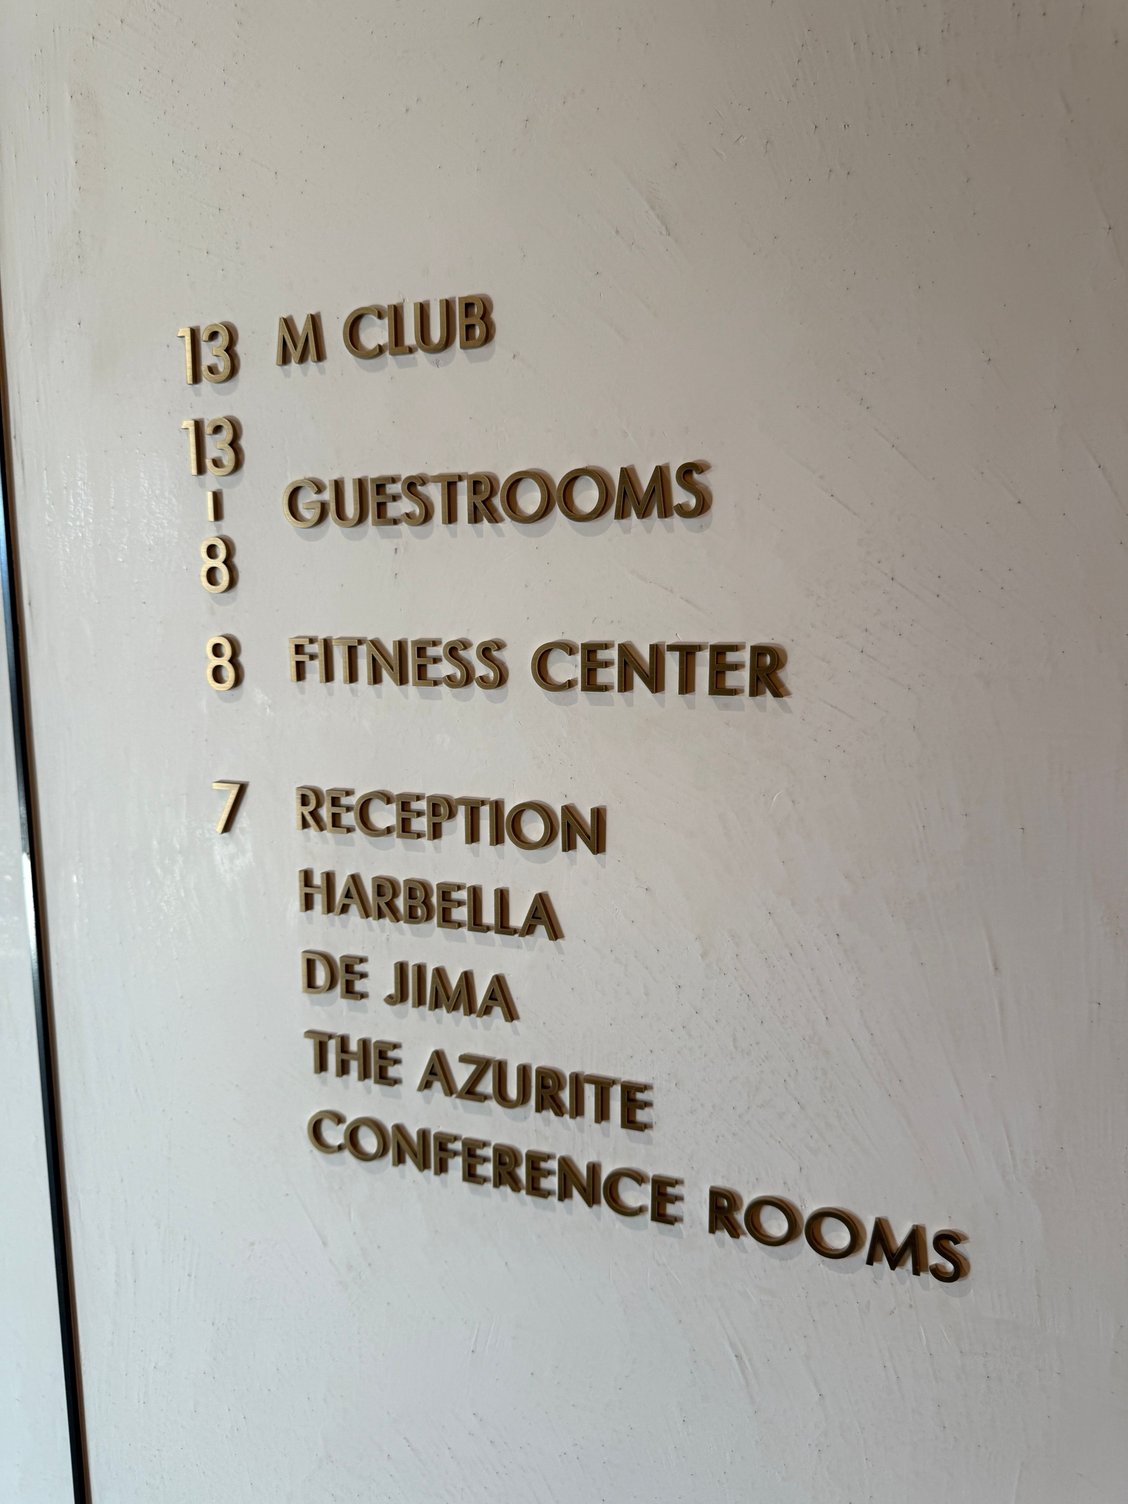 13 M CLUB
13
-
8 GUESTROOMS
8 FITNESS CENTER
7 RECEPTION
HARBELLA
DE JIMA
THE AZURITE
CONFERENCE ROOMS